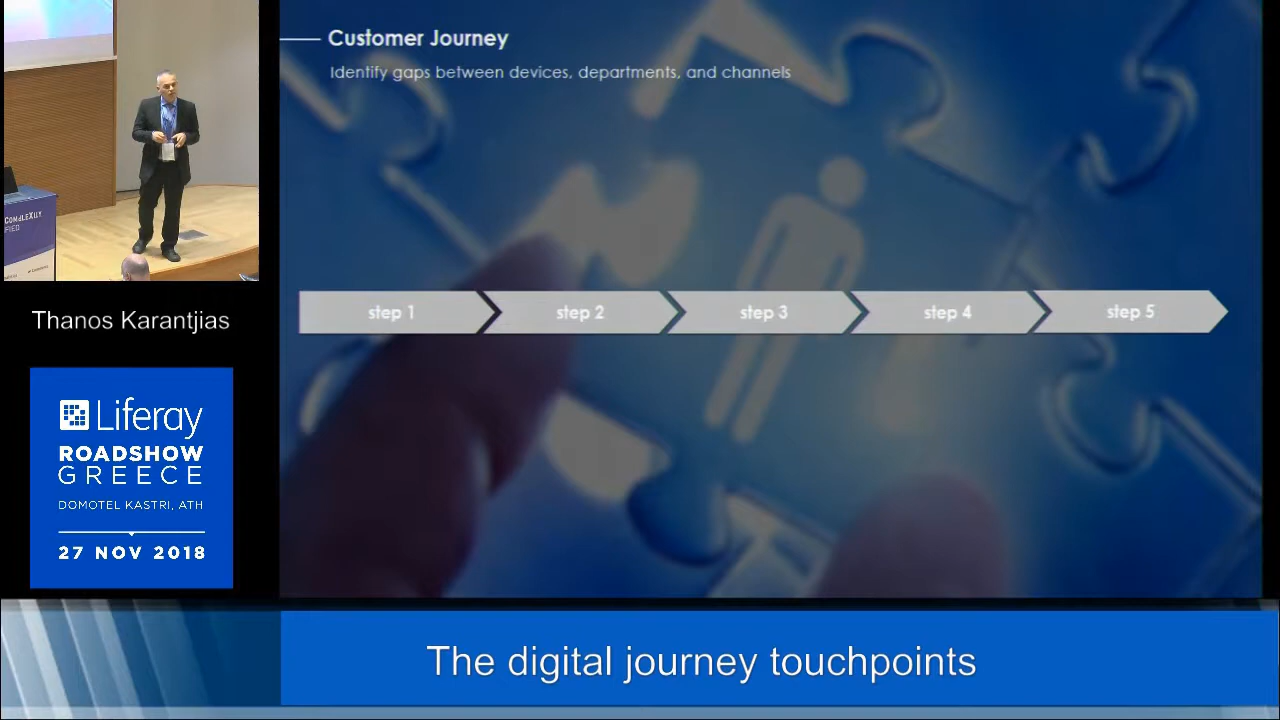 Customer Journey
Identify gaps between devices, departments, and channels
step 1
step 2
step 3
step 4
step 5
COMPLEXITY
Thanos Karantjias
Liferay
ROADSHOW
GREECE
DOMOTEL KASTRI, ATH
27 NOV 2018
The digital journey touchpoints